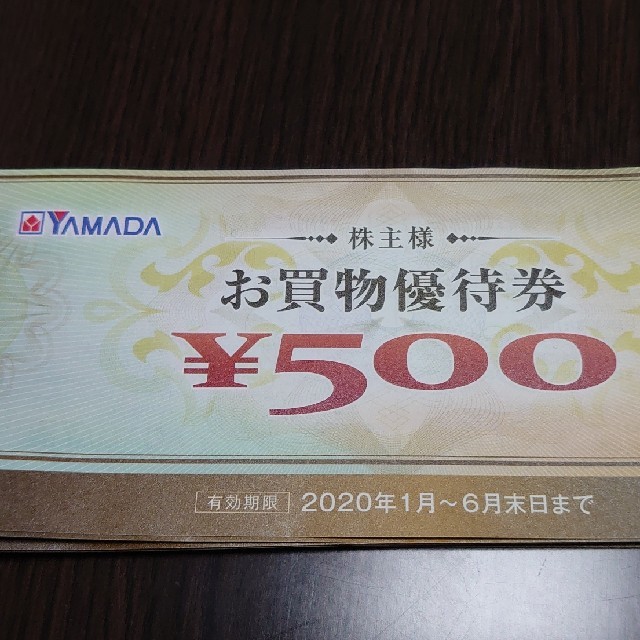 YAMADA
株主様
お買物優待券
¥500
有効期限 2020年1月～6月末日まで